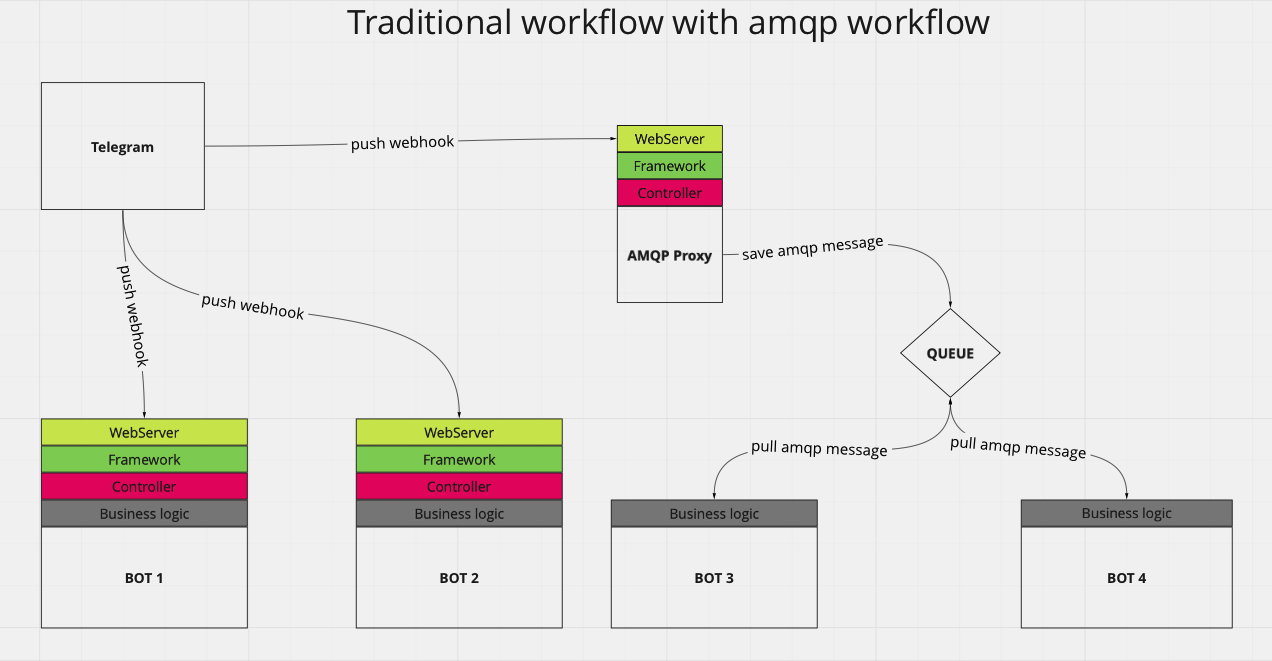 Traditional workflow with amqp workflow
Telegram
push webhook
WebServer
Framework
Controller
AMQP Proxy
save amqp message
push webhook
push webhook
QUEUE
pull amqp message
pull amqp message
WebServer
Framework
Controller
Business logic
BOT 1
WebServer
Framework
Controller
Business logic
BOT 2
Business logic
BOT 3
Business logic
BOT 4